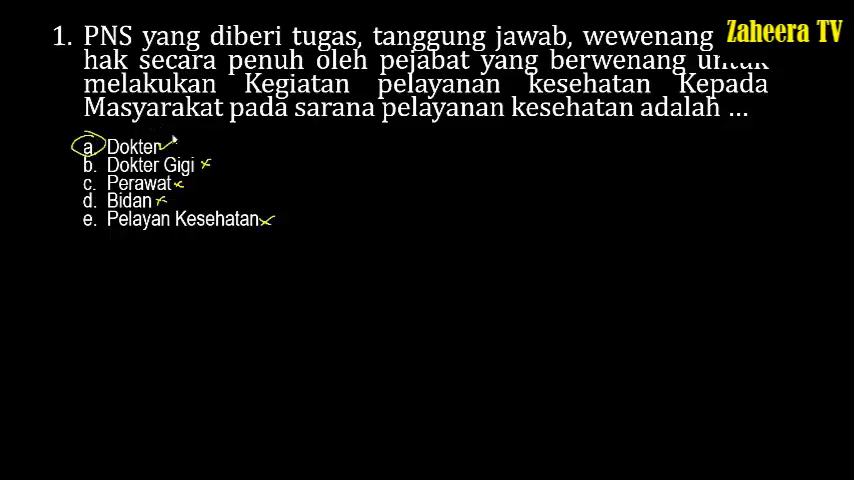 Zaheera TV
1. PNS yang diberi tugas, tanggung jawab, wewenang
hak secara penuh oleh pejabat yang berwenang untuk
melakukan Kegiatan pelayanan kesehatan Kepada
Masyarakat pada sarana pelayanan kesehatan adalah ...
a. Dokter
b. Dokter Gigi
c. Perawat
d. Bidan
e. Pelayan Kesehatan